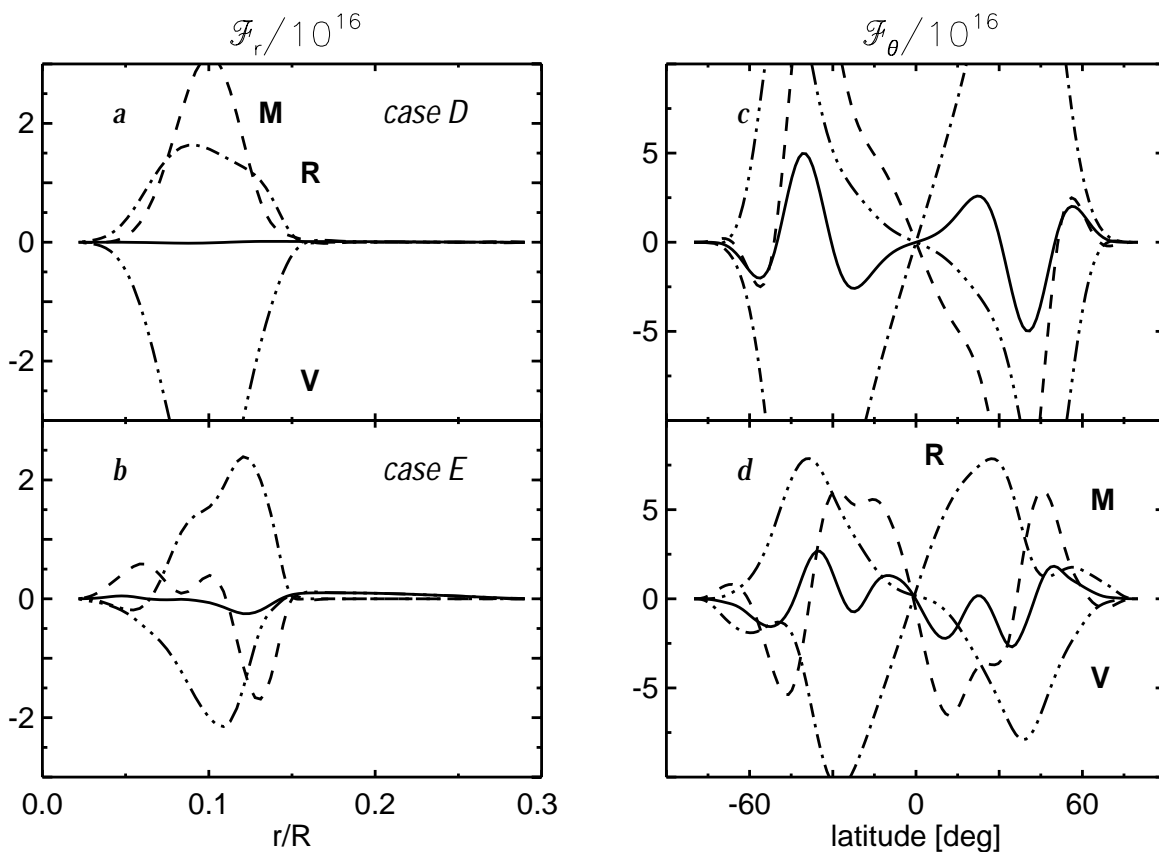 ℱr/10^16
ℱθ/10^16
2
0
-2
a
M
case D
R
V
5
0
-5
c
2
0
-2
b
case E
5
0
-5
d
R
M
V
0.0 0.1 0.2 0.3
r/R
-60 0 60
latitude [deg]